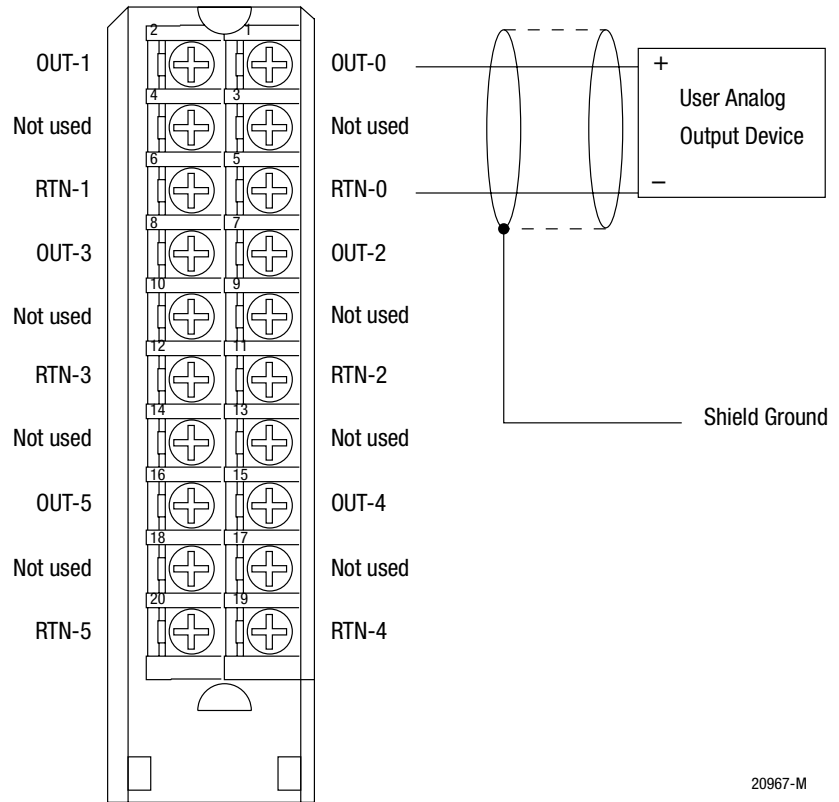 2 1
OUT-1 OUT-0 + User Analog
Output Device
4 3
Not used Not used
6 5
RTN-1 RTN-0 –
8 7
OUT-3 OUT-2
10 9
Not used Not used
12 11
RTN-3 RTN-2
14 13
Not used Not used
Shield Ground
16 15
OUT-5 OUT-4
18 17
Not used Not used
20 19
RTN-5 RTN-4
20967-M